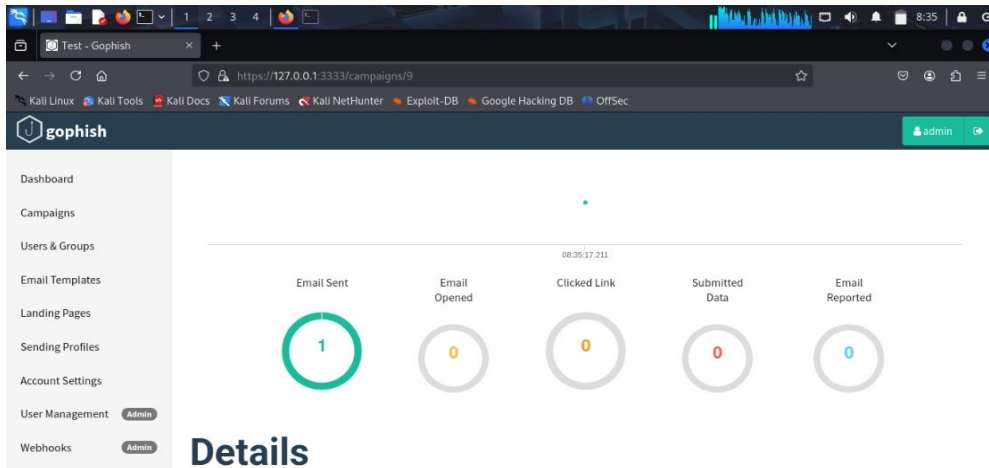 1 2 3 4 8:35
Test - Gophish
https://127.0.0.1:3333/campaigns/9
Kali Linux Kali Tools Kali Docs Kali Forums Kali NetHunter Exploit-DB Google Hacking DB OffSec
gophish admin
Dashboard
Campaigns
Users & Groups
08:35:17.211
Email Templates
Email Sent Email Opened Clicked Link Submitted Data Email Reported
Landing Pages
Sending Profiles
1 0 0 0 0
Account Settings
User Management Admin
Webhooks Admin
Details